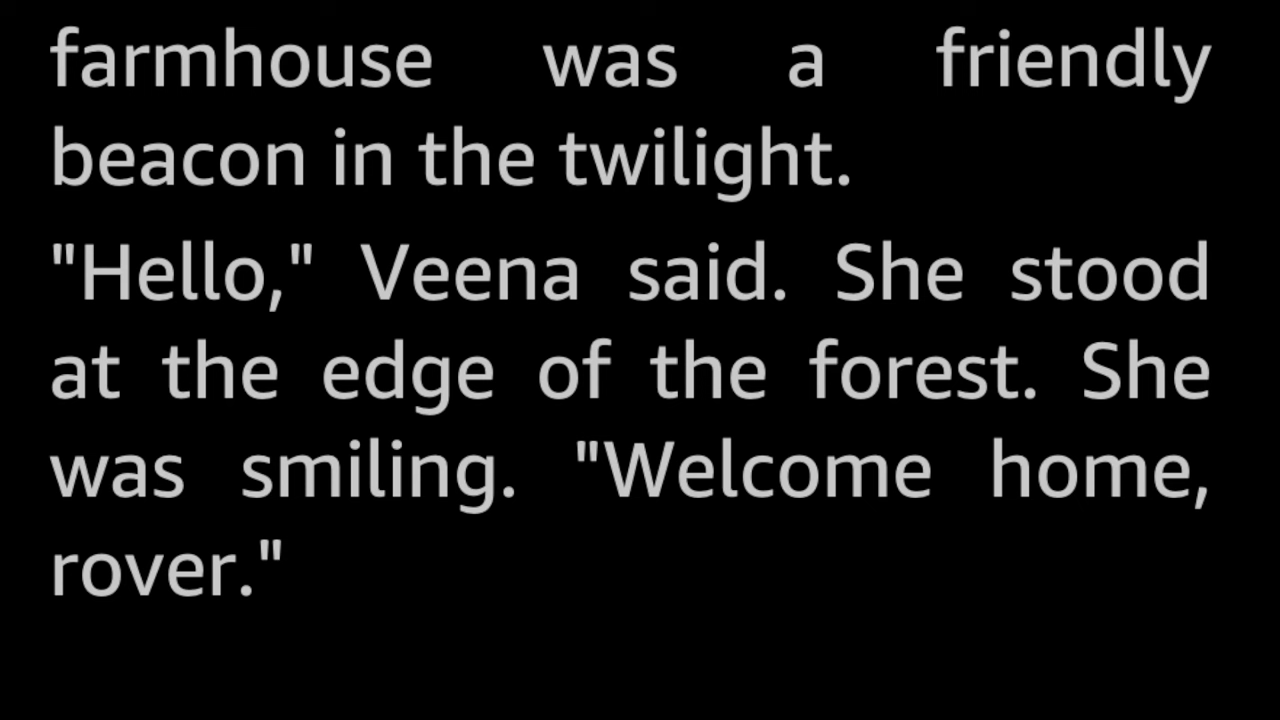 farmhouse was a friendly
beacon in the twilight.
"Hello," Veena said. She stood
at the edge of the forest. She
was smiling. "Welcome home,
rover."